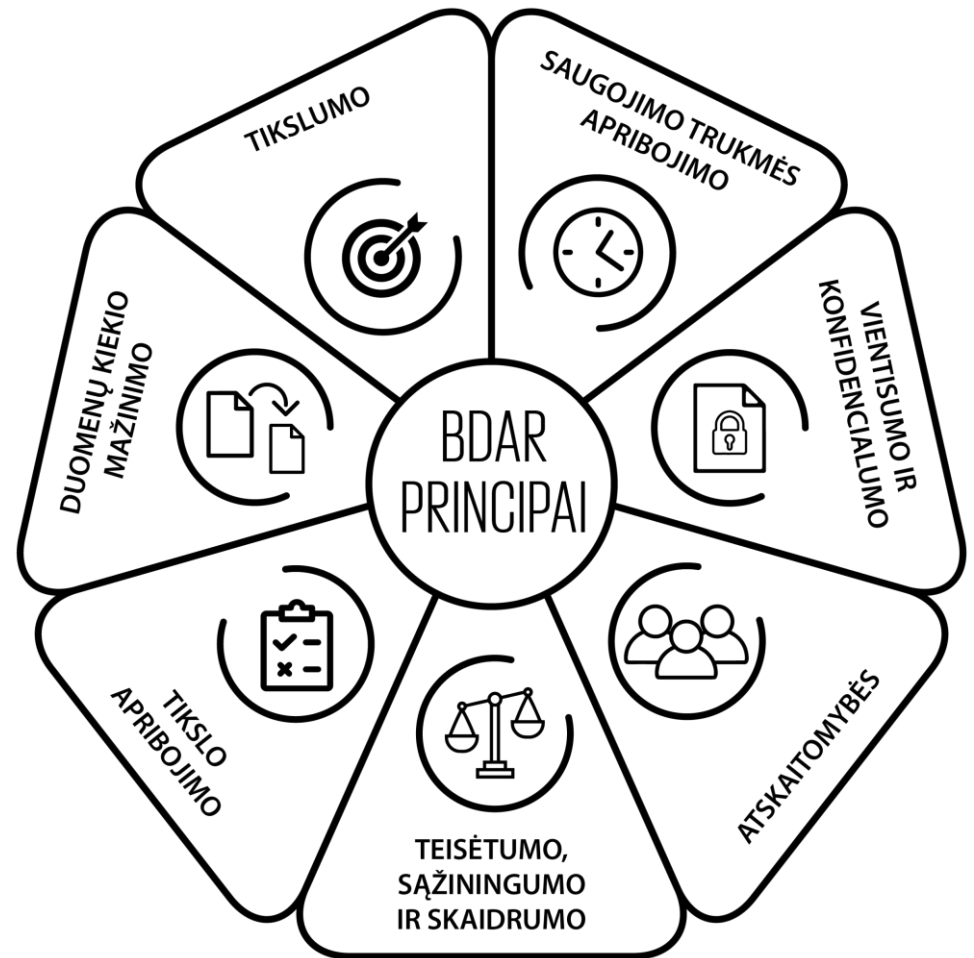 TIKSLUMO
SAUGOJIMO TRUKMĖS
APRIBOJIMO
DUOMENŲ KIEKIO
MAŽINIMO
VIENTISUMO IR
KONFIDENCIALUMO
BDAR
PRINCIPAI
TIKSLO
APRIBOJIMO
ATSKAITOMYBĖS
TEISĖTUMO,
SĄŽININGUMO
IR SKAIDRUMO